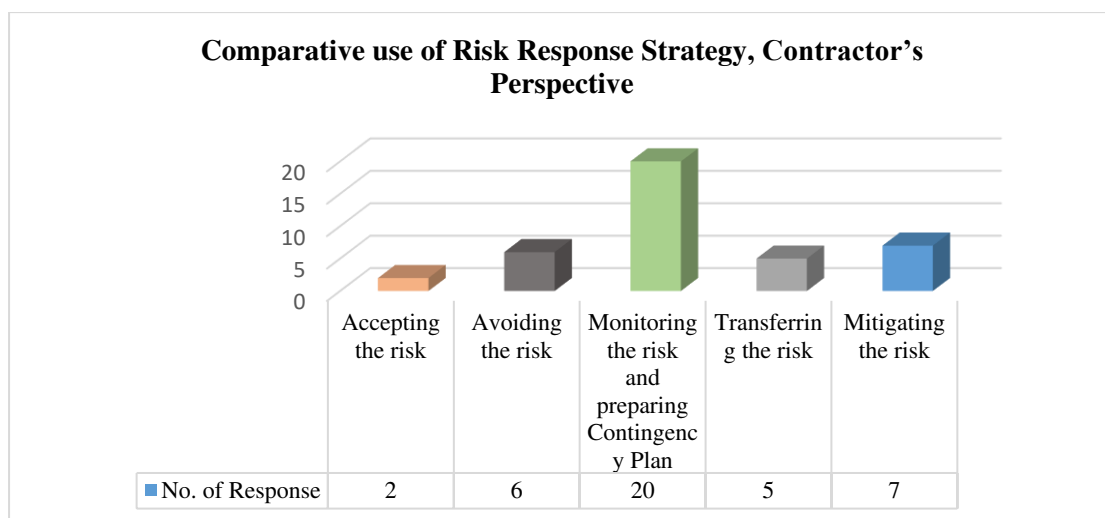 Comparative use of Risk Response Strategy, Contractor’s
Perspective
20
15
10
5
0
Accepting
the risk
Avoiding
the risk
Monitoring
the risk
and
preparing
Contingenc
y Plan
Transferrin
g the risk
Mitigating
the risk
No. of Response 2 6 20 5 7